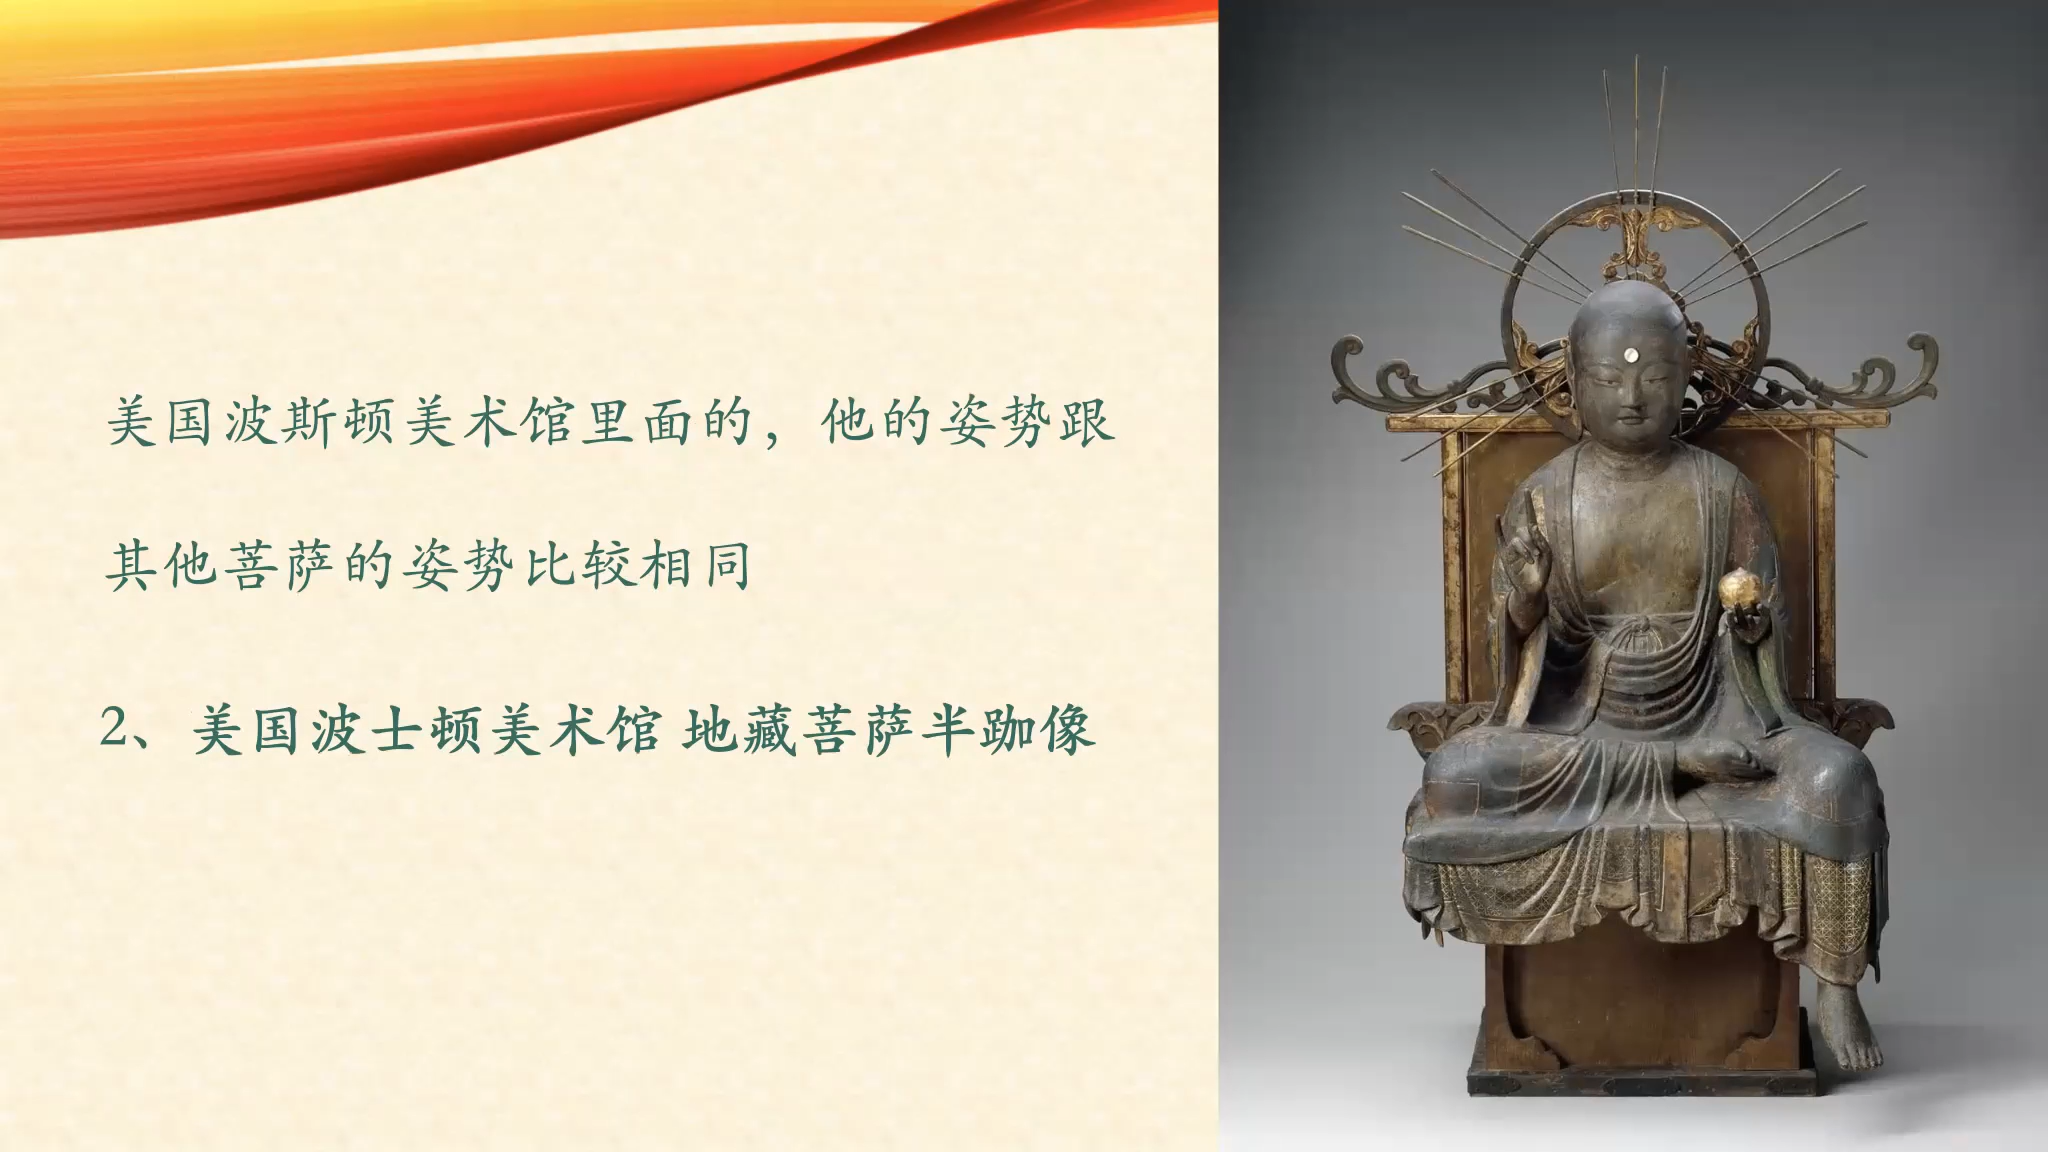 美国波斯顿美术馆里面的，他的姿势跟
其他菩萨的姿势比较相同
2、美国波士顿美术馆 地藏菩萨半跏像